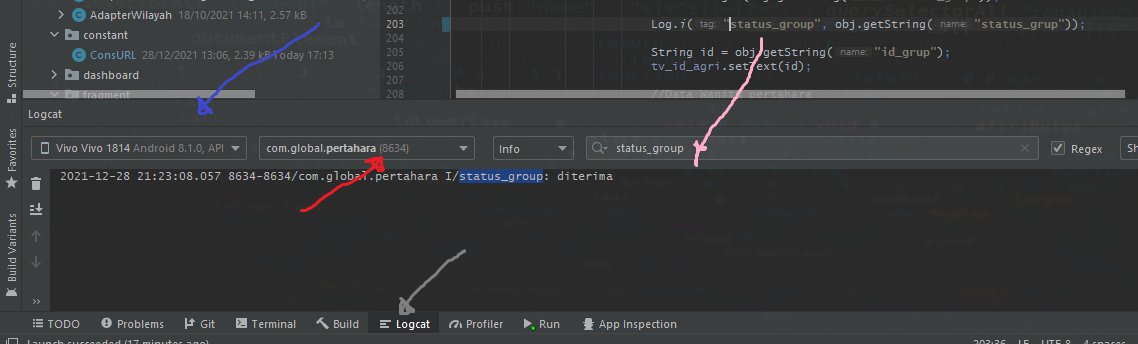 AdapterWilayah 18/10/2021 14:11, 2.57 kB
constant
ConsURL 28/12/2021 13:06, 2.39 kB Today 17:13
dashboard
fragment
203 Log.i( tag: "status_group", obj.getString( name: "status_grup"));
204
205 String id = obj.getString( name: "id_grup");
206 tv_id_agri.setText(id);
207
208 //Data Wanita pertahara
Structure
Favorites
Build Variants
Logcat
Vivo Vivo 1814 Android 8.1.0, API
com.global.pertahara (8634)
Info
status_group
Regex
Sh
2021-12-28 21:23:08.057 8634-8634/com.global.pertahara I/status_group: diterima
TODO Problems Git Terminal Build Logcat Profiler Run App Inspection
Launch succeeded (17 minutes ago) 203:36 LF UTF-8 4 spaces